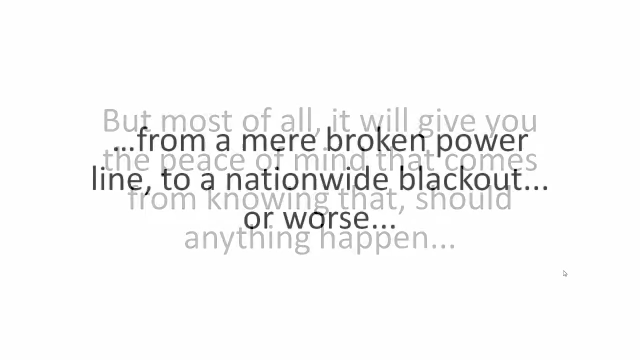 But most of all, it will give you
the peace of mind that comes
from knowing that, should
anything happen...
...from a mere broken power
line, to a nationwide blackout...
or worse...